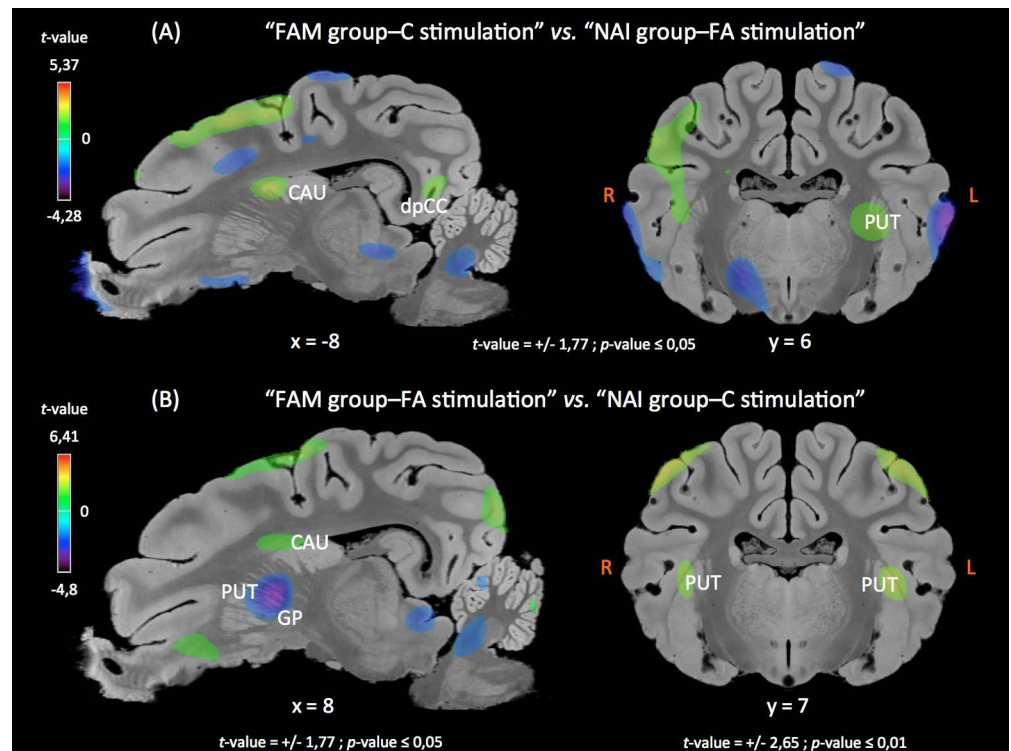 t-value (A) “FAM group–C stimulation” vs. “NAI group–FA stimulation”
5,37
0
-4,28
CAU
dpCC
R
L
PUT
x = -8
t-value = +/- 1,77 ; p-value ≤ 0,05
y = 6
t-value (B) “FAM group–FA stimulation” vs. “NAI group–C stimulation”
6,41
0
-4,8
CAU
PUT
GP
R
L
PUT
PUT
x = 8
y = 7
t-value = +/- 1,77 ; p-value ≤ 0,05
t-value = +/- 2,65 ; p-value ≤ 0,01